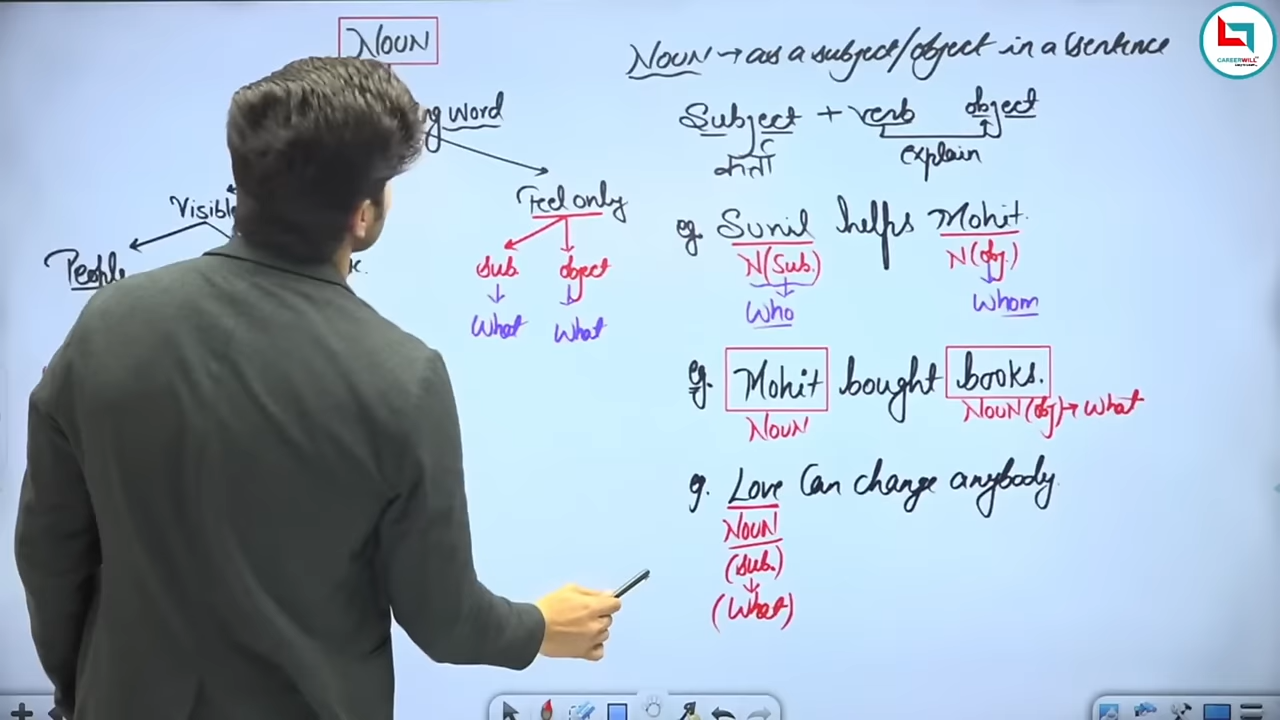 NOUN
NOUN → as a subject/object in a sentence
CAREERWILL
Word
Subject + verb object
explain
कर्ता
Visible
Feel only
People
sub object
What What
eg. Sunil helps Mohit.
N(Sub.) N(obj.)
Who Whom
eg. Mohit bought books.
NOUN NOUN (obj) → What
eg. Love Can change anybody.
NOUN
(sub.)
(What)